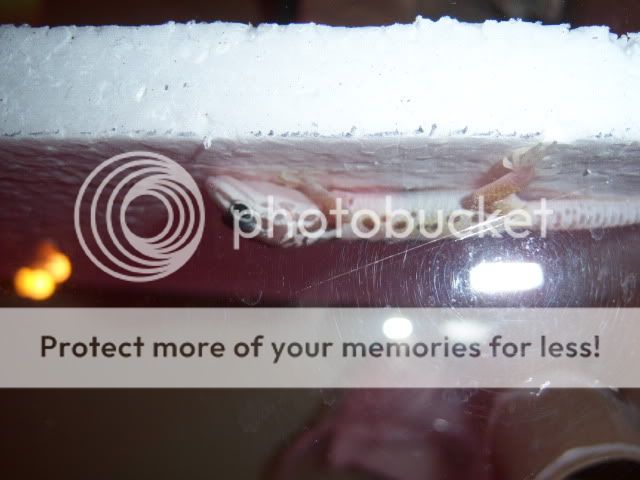 photobucket
Protect more of your memories for less!